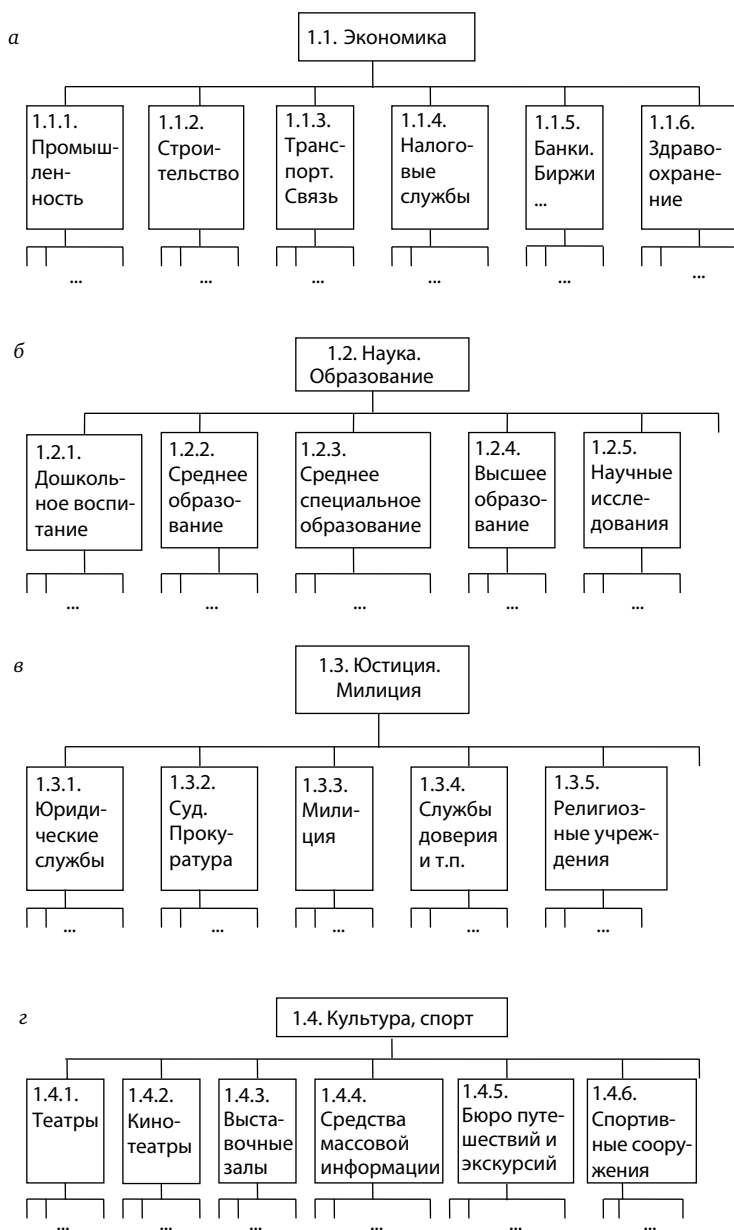 а
1.1. Экономика
1.1.1.
Промыш-
лен-
ность
1.1.2.
Строи-
тельство
1.1.3.
Транс-
порт.
Связь
1.1.4.
Налого-
вые
службы
1.1.5.
Банки.
Биржи
...
1.1.6.
Здраво-
охране-
ние
...
...
...
...
...
...
б
1.2. Наука.
Образование
1.2.1.
Дошколь-
ное воспи-
тание
1.2.2.
Среднее
образо-
вание
1.2.3.
Среднее
специальное
образование
1.2.4.
Высшее
образо-
вание
1.2.5.
Научные
иссле-
дования
...
...
...
...
...
в
1.3. Юстиция.
Милиция
1.3.1.
Юриди-
ческие
службы
1.3.2.
Суд.
Проку-
ратура
1.3.3.
Мили-
ция
1.3.4.
Службы
доверия
и т.п.
1.3.5.
Религиоз-
ные учреж-
дения
...
...
...
...
...
г
1.4. Культура, спорт
1.4.1.
Театры
1.4.2.
Кино-
театры
1.4.3.
Выста-
вочные
залы
1.4.4.
Средства
массовой
информации
1.4.5.
Бюро путе-
шествий и
экскурсий
1.4.6.
Спортив-
ные соору-
жения
...
...
...
...
...
...